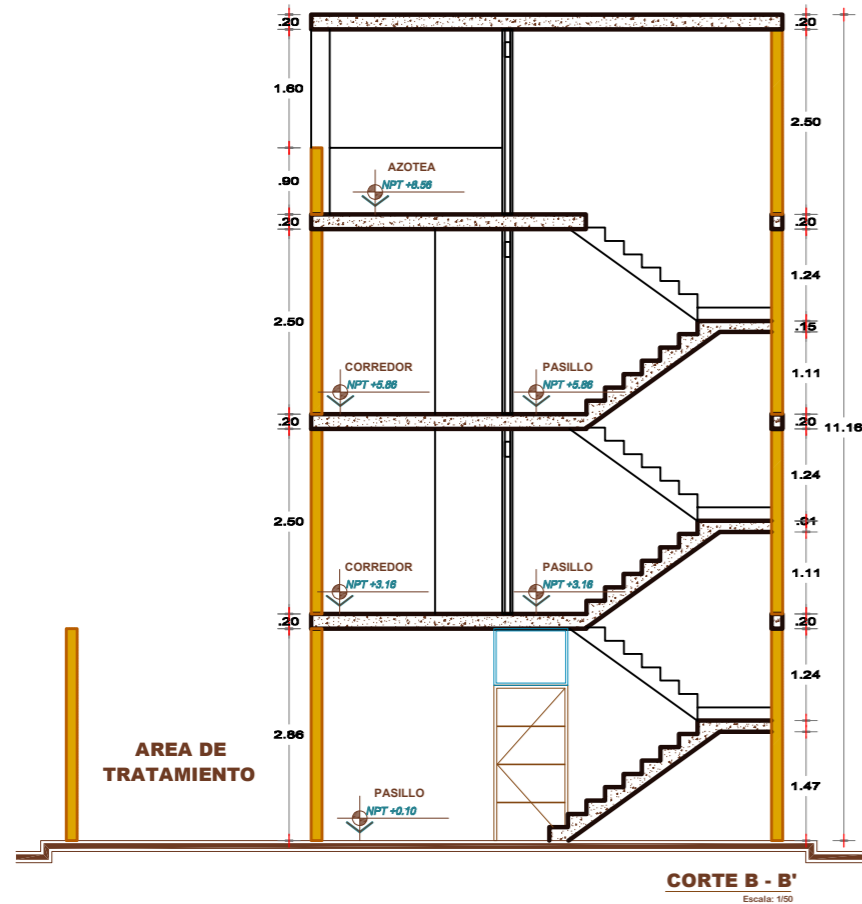 .20
.20
1.60
2.50
AZOTEA
NPT +8.56
.90
.20
.20
1.24
2.50
.15
CORREDOR
NPT +5.86
PASILLO
NPT +5.86
1.11
.20
.20
11.16
1.24
2.50
.01
CORREDOR
NPT +3.16
PASILLO
NPT +3.16
1.11
.20
.20
1.24
2.86
AREA DE
TRATAMIENTO
1.47
PASILLO
NPT +0.10
CORTE B - B'
Escala: 1/50